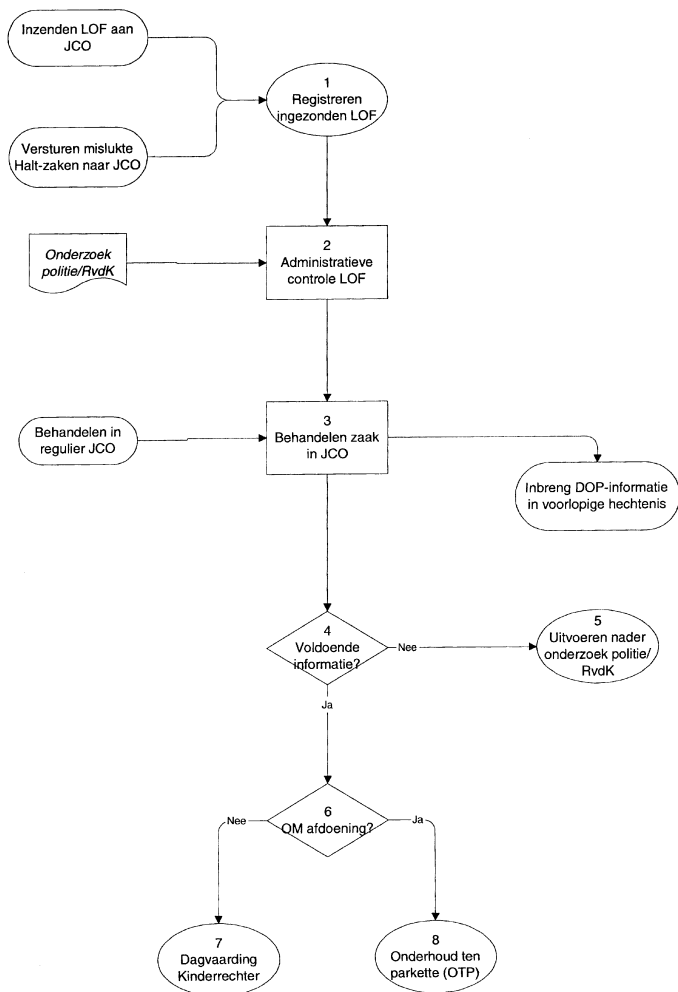 Inzenden LOF aan
JCO
1
Registreren
ingezonden LOF
Versturen mislukte
Halt-zaken naar JCO
Onderzoek
politie/RvdK
2
Administratieve
controle LOF
Behandelen in
regulier JCO
3
Behandelen zaak
in JCO
Inbreng DOP-informatie
in voorlopige hechtenis
4
Voldoende
informatie?
Nee
5
Uitvoeren nader
onderzoek politie/
RvdK
Ja
6
OM afdoening?
Nee
Ja
7
Dagvaarding
Kinderrechter
8
Onderhoud ten
parkette (OTP)